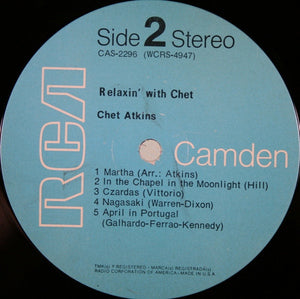 Side 2 Stereo
CAS-2296 (WCRS-4947)
Relaxin' with Chet
Chet Atkins
RCA
Camden
1 Martha (Arr.: Atkins)
2 In the Chapel in the Moonlight (Hill)
3 Czardas (Vittorio)
4 Nagasaki (Warren-Dixon)
5 April in Portugal
(Galhardo-Ferrao-Kennedy)
TMK(s) ® REGISTERED • MARCA(s) REGISTRADA(s)
RADIO CORPORATION OF AMERICA—MADE IN U.S.A.